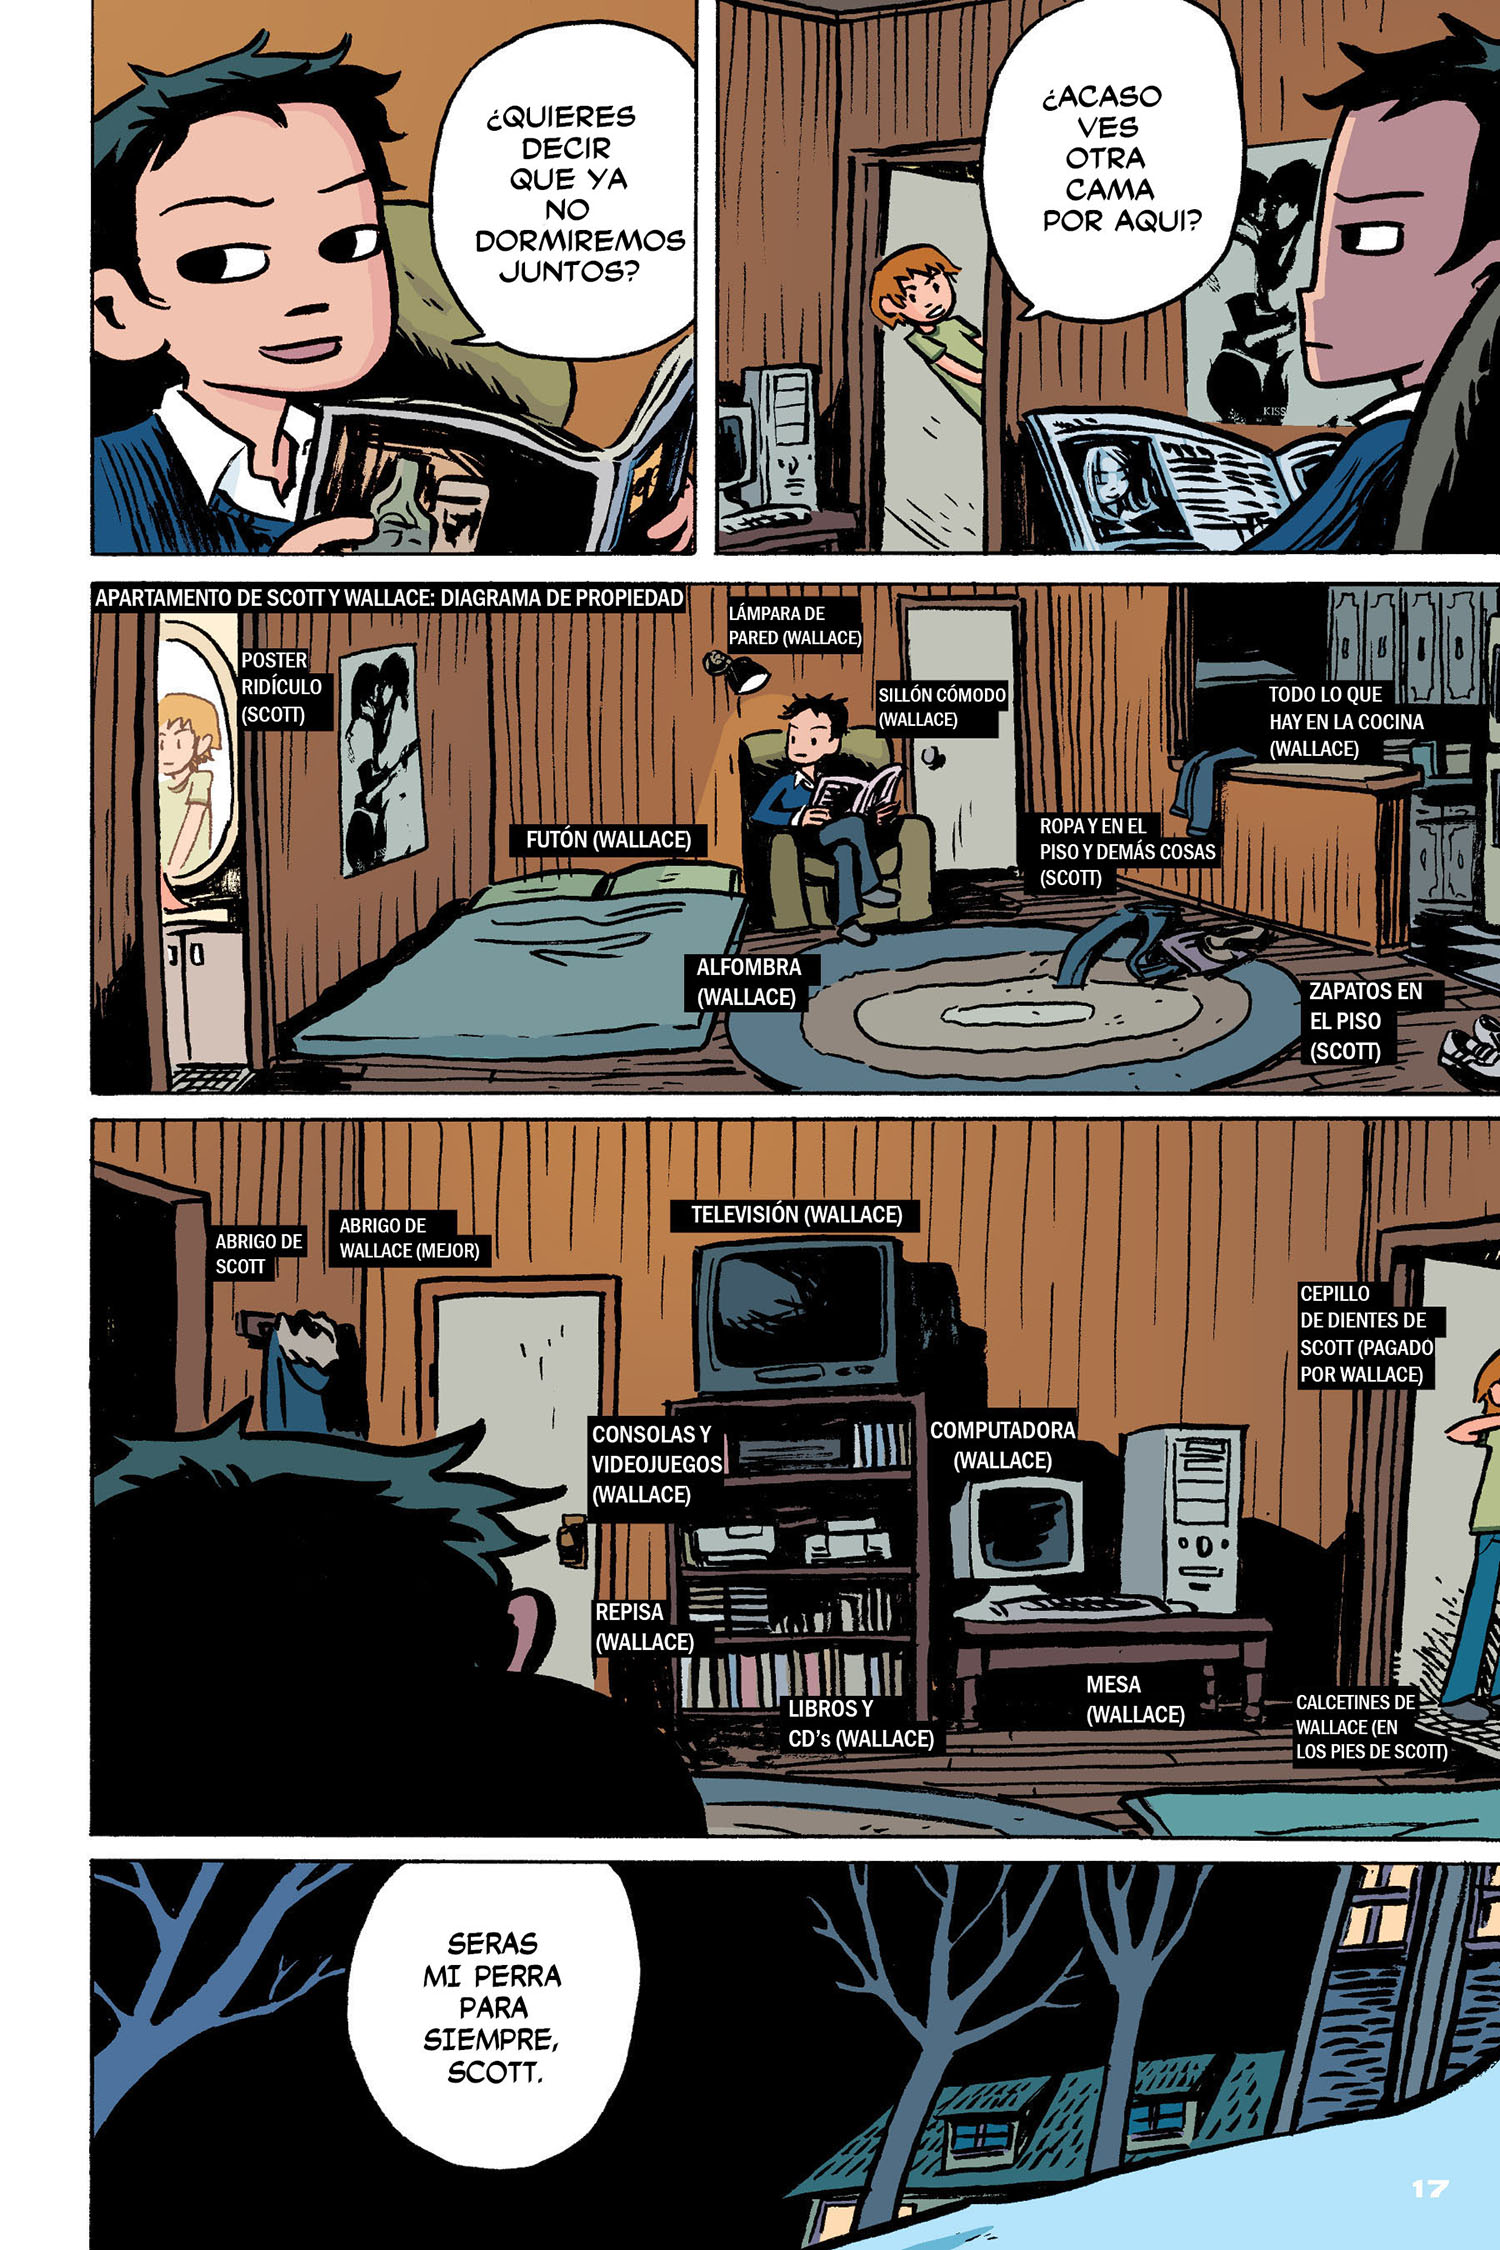 ¿QUIERES
DECIR
QUE YA
NO
DORMIREMOS
JUNTOS?
¿ACASO
VES
OTRA
CAMA
POR AQUI?
KISS
APARTAMENTO DE SCOTT Y WALLACE: DIAGRAMA DE PROPIEDAD
POSTER
RIDÍCULO
(SCOTT)
LÁMPARA DE
PARED (WALLACE)
SILLÓN CÓMODO
(WALLACE)
TODO LO QUE
HAY EN LA COCINA
(WALLACE)
FUTÓN (WALLACE)
ROPA Y EN EL
PISO Y DEMÁS COSAS
(SCOTT)
ALFOMBRA
(WALLACE)
ZAPATOS EN
EL PISO
(SCOTT)
ABRIGO DE
SCOTT
ABRIGO DE
WALLACE (MEJOR)
TELEVISIÓN (WALLACE)
CEPILLO
DE DIENTES DE
SCOTT (PAGADO
POR WALLACE)
CONSOLAS Y
VIDEOJUEGOS
(WALLACE)
COMPUTADORA
(WALLACE)
REPISA
(WALLACE)
LIBROS Y
CD's (WALLACE)
MESA
(WALLACE)
CALCETINES DE
WALLACE (EN
LOS PIES DE SCOTT)
SERAS
MI PERRA
PARA
SIEMPRE,
SCOTT.
17